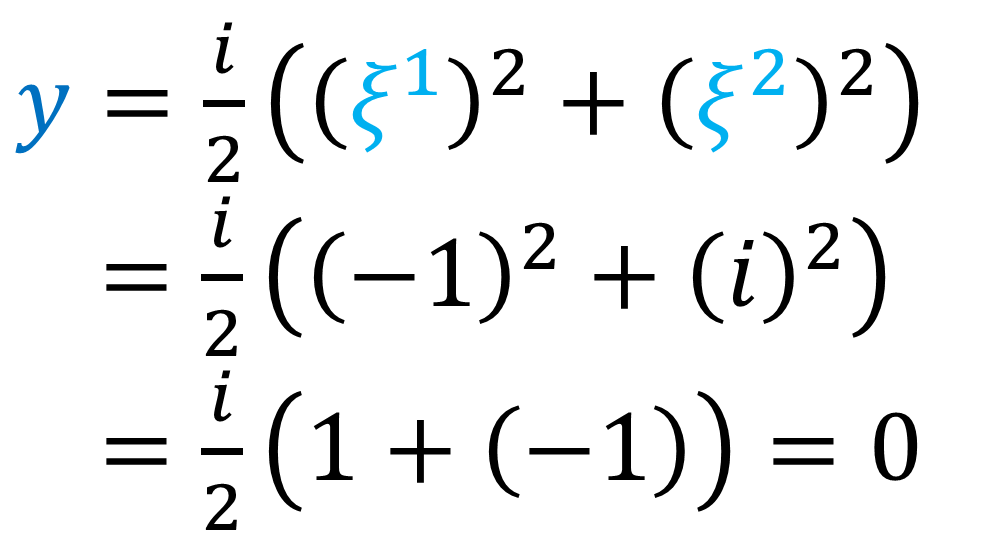 y = i/2 ((ξ¹)² + (ξ²)²)
= i/2 ((−1)² + (i)²)
= i/2 (1 + (−1)) = 0